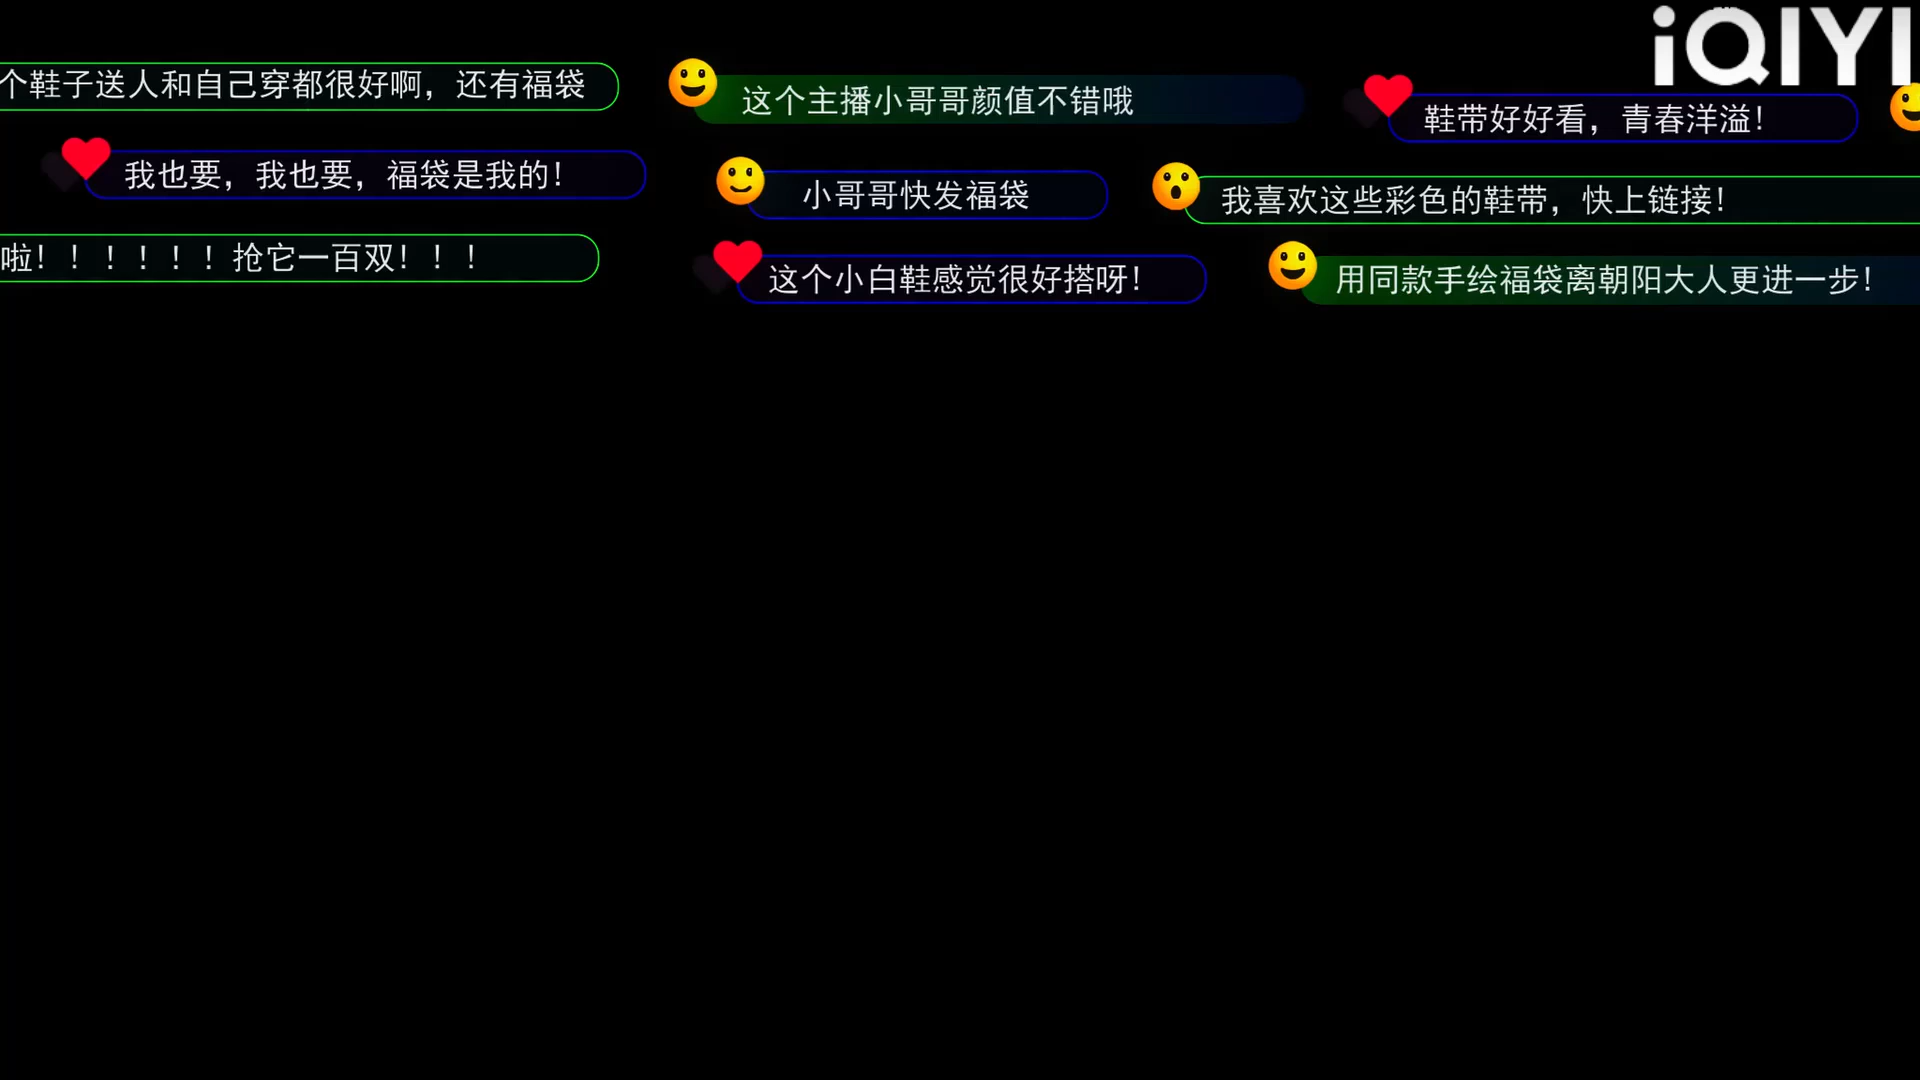 iQIYI
个鞋子送人和自己穿都很好啊，还有福袋
这个主播小哥哥颜值不错哦
鞋带好好看，青春洋溢！
我也要，我也要，福袋是我的！
小哥哥快发福袋
我喜欢这些彩色的鞋带，快上链接！
啦！！！！！！抢它一百双！！！
这个小白鞋感觉很好搭呀！
用同款手绘福袋离朝阳大人更进一步！